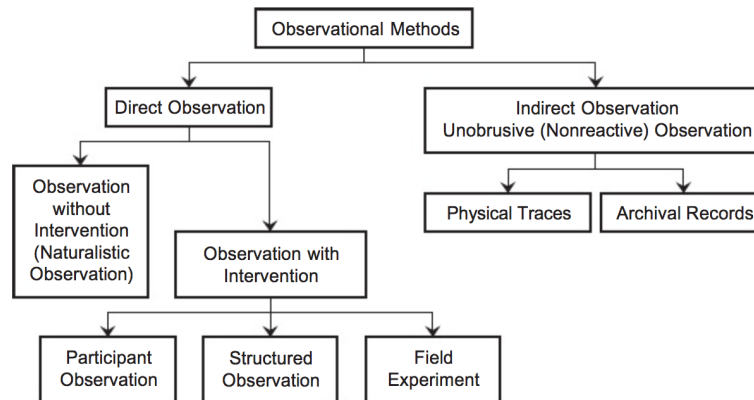 Observational Methods
Direct Observation
Indirect Observation
Unobrusive (Nonreactive) Observation
Observation
without
Intervention
(Naturalistic
Observation)
Observation with
Intervention
Physical Traces
Archival Records
Participant
Observation
Structured
Observation
Field
Experiment